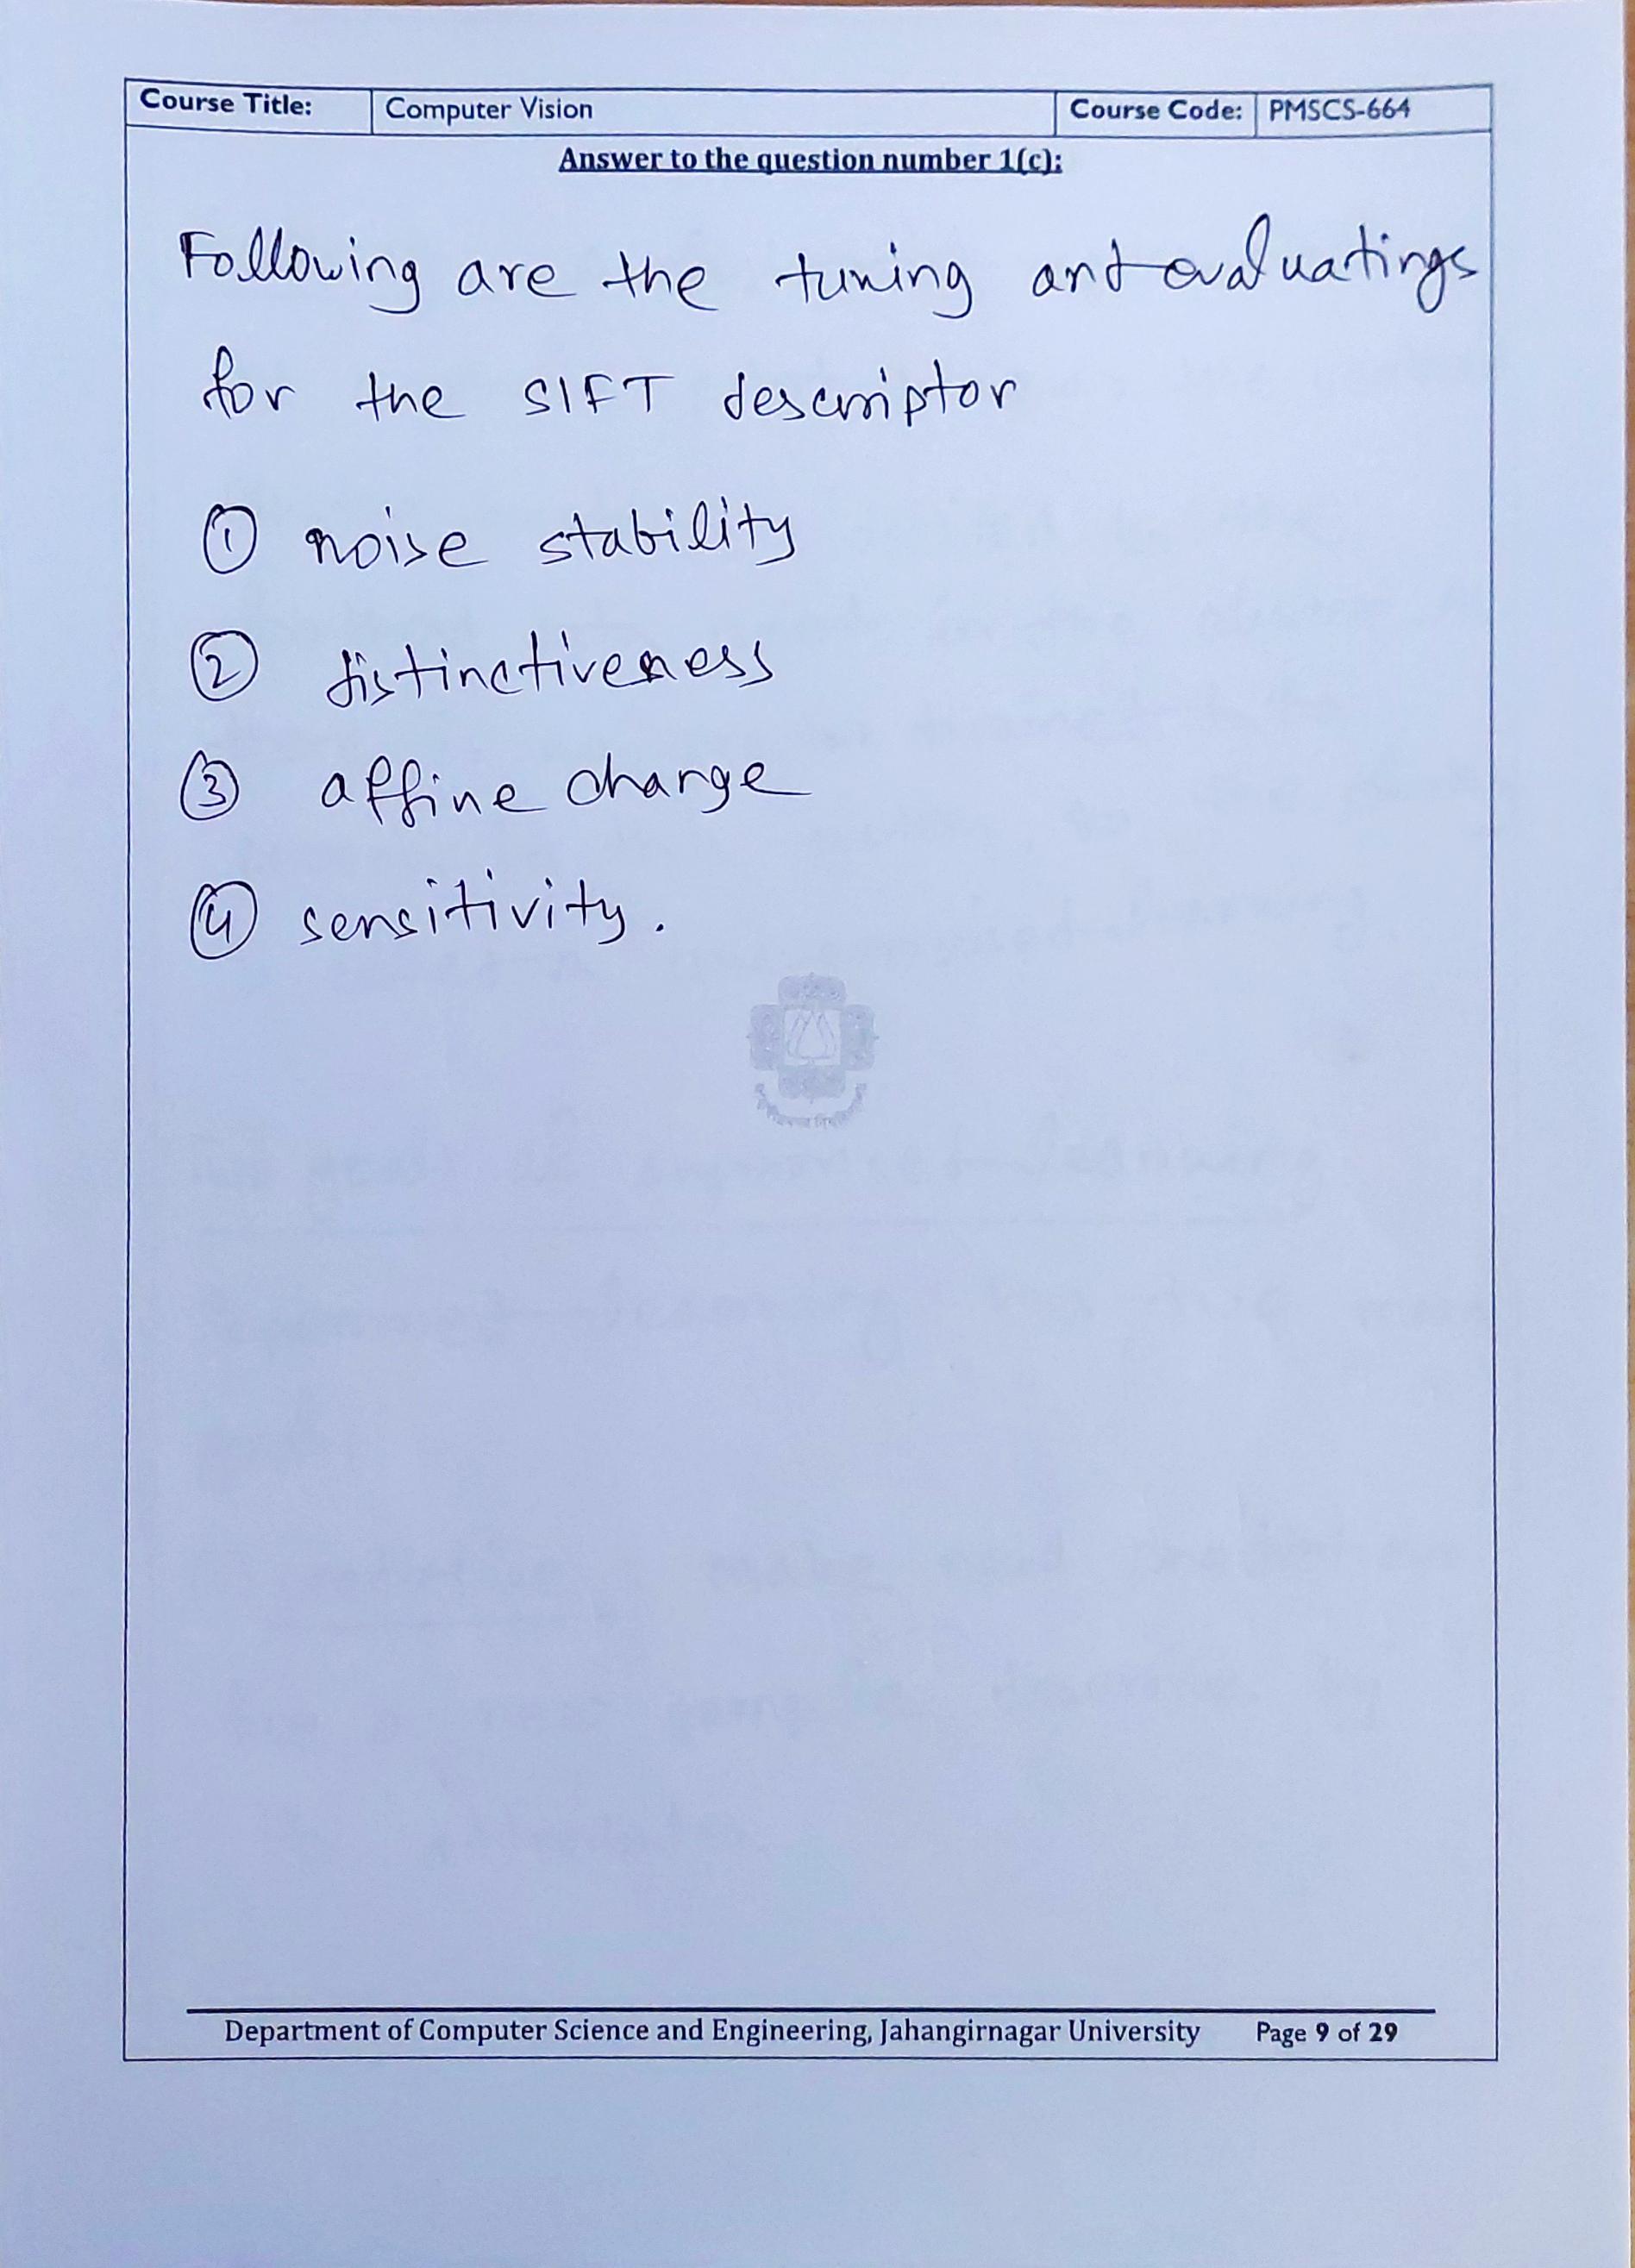 Course Title: Computer Vision Course Code: PMSCS-664
Answer to the question number 1(c):
Following are the tuning and evaluatings
for the SIFT descriptor
① noise stability
② distinctiveness
③ affine change
④ sensitivity.
Department of Computer Science and Engineering, Jahangirnagar University Page 9 of 29